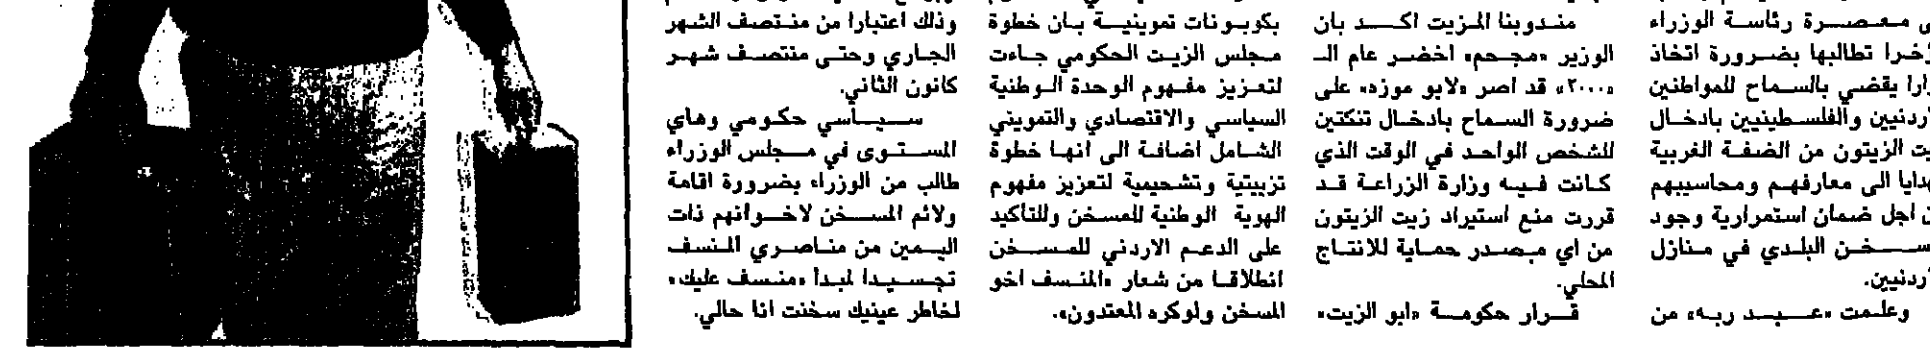 معصرة رئاسة الوزراء
تطالبها بضرورة اتخاذ
يقضي بالسماح للمواطنين
والفلسطينيين بادخال
الزيتون من الضفة الغربية
الى معارفهم ومحاسيبهم
اجل ضمان استمرارية وجود
البلدي في منازل
وعلمت «عبد ربه» من
مندوبنا المزيت اكد بان
الوزير «مجحم» اخضر عام الـ
«٢٠٠٠» قد اصر «لابو موزه» على
ضرورة السماح بادخال تنكتين
للشخص الواحد في الوقت الذي
كانت فيه وزارة الزراعة قد
قررت منع استيراد زيت الزيتون
من اي مصدر حماية للانتاج
المحلي.
قرار حكومة «ابو الزيت»
بكوبونات تموينية بان خطوة
مجلس الزيت الحكومي جاءت
لتعزيز مفهوم الوحدة الوطنية
السياسي والاقتصادي والتمويني
الشامل اضافة الى انها خطوة
تزييتية وتشحيمية لتعزيز مفهوم
الهوية الوطنية للمسخن وللتاكيد
على الدعم الاردني للمسخن
انطلاقا من شعار «المنسف اخو
المسخن ولوكره المعتدون».
وذلك اعتبارا من منتصف الشهر
الجاري وحتى منتصف شهر
كانون الثاني.
سياسي حكومي وهاي
المستوى في مجلس الوزراء
طالب من الوزراء بضرورة اقامة
ولائم المسخن لاخوانهم ذات
اليمين من مناصري المنسف
تجسيدا لمبدأ «منسف عليك»
لخاطر عينيك سخنت انا حالي.